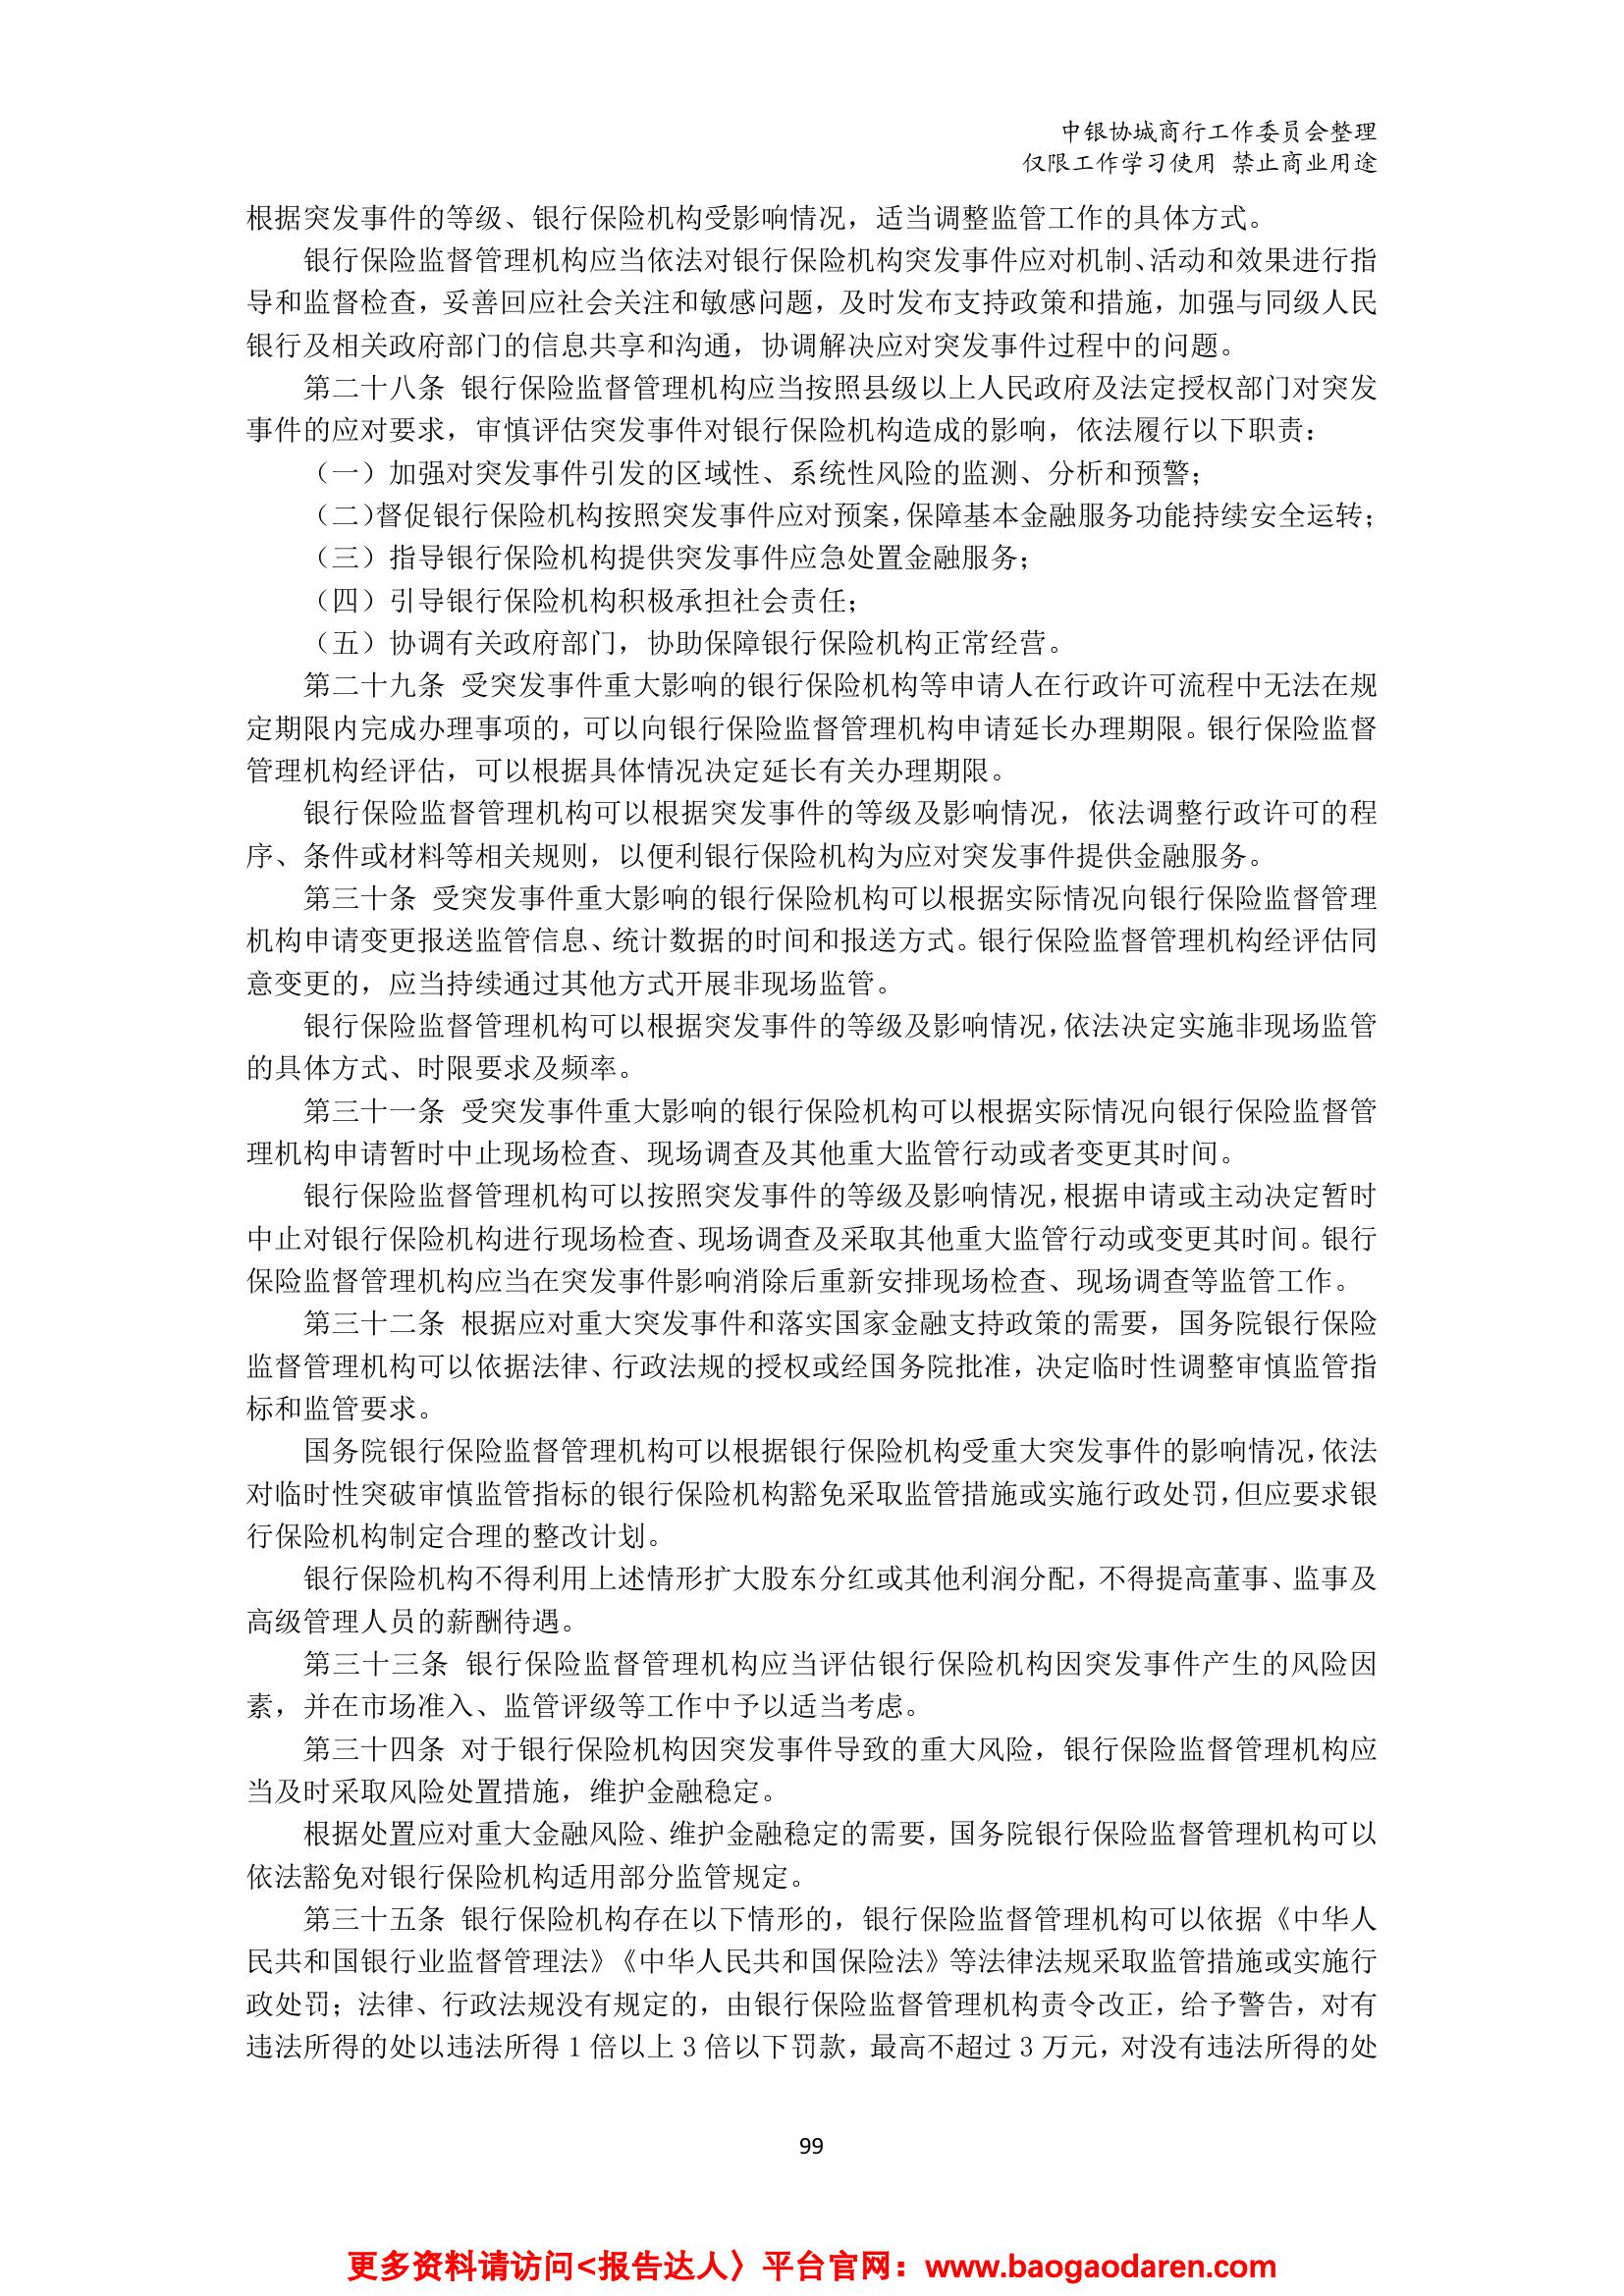 中银协城商行工作委员会整理
仅限工作学习使用 禁止商业用途
根据突发事件的等级、银行保险机构受影响情况，适当调整监管工作的具体方式。
银行保险监督管理机构应当依法对银行保险机构突发事件应对机制、活动和效果进行指
导和监督检查，妥善回应社会关注和敏感问题，及时发布支持政策和措施，加强与同级人民
银行及相关政府部门的信息共享和沟通，协调解决应对突发事件过程中的问题。
第二十八条 银行保险监督管理机构应当按照县级以上人民政府及法定授权部门对突发
事件的应对要求，审慎评估突发事件对银行保险机构造成的影响，依法履行以下职责：
（一）加强对突发事件引发的区域性、系统性风险的监测、分析和预警；
（二）督促银行保险机构按照突发事件应对预案，保障基本金融服务功能持续安全运转；
（三）指导银行保险机构提供突发事件应急处置金融服务；
（四）引导银行保险机构积极承担社会责任；
（五）协调有关政府部门，协助保障银行保险机构正常经营。
第二十九条 受突发事件重大影响的银行保险机构等申请人在行政许可流程中无法在规
定期限内完成办理事项的，可以向银行保险监督管理机构申请延长办理期限。银行保险监督
管理机构经评估，可以根据具体情况决定延长有关办理期限。
银行保险监督管理机构可以根据突发事件的等级及影响情况，依法调整行政许可的程
序、条件或材料等相关规则，以便利银行保险机构为应对突发事件提供金融服务。
第三十条 受突发事件重大影响的银行保险机构可以根据实际情况向银行保险监督管理
机构申请变更报送监管信息、统计数据的时间和报送方式。银行保险监督管理机构经评估同
意变更的，应当持续通过其他方式开展非现场监管。
银行保险监督管理机构可以根据突发事件的等级及影响情况，依法决定实施非现场监管
的具体方式、时限要求及频率。
第三十一条 受突发事件重大影响的银行保险机构可以根据实际情况向银行保险监督管
理机构申请暂时中止现场检查、现场调查及其他重大监管行动或者变更其时间。
银行保险监督管理机构可以按照突发事件的等级及影响情况，根据申请或主动决定暂时
中止对银行保险机构进行现场检查、现场调查及采取其他重大监管行动或变更其时间。银行
保险监督管理机构应当在突发事件影响消除后重新安排现场检查、现场调查等监管工作。
第三十二条 根据应对重大突发事件和落实国家金融支持政策的需要，国务院银行保险
监督管理机构可以依据法律、行政法规的授权或经国务院批准，决定临时性调整审慎监管指
标和监管要求。
国务院银行保险监督管理机构可以根据银行保险机构受重大突发事件的影响情况，依法
对临时性突破审慎监管指标的银行保险机构豁免采取监管措施或实施行政处罚，但应要求银
行保险机构制定合理的整改计划。
银行保险机构不得利用上述情形扩大股东分红或其他利润分配，不得提高董事、监事及
高级管理人员的薪酬待遇。
第三十三条 银行保险监督管理机构应当评估银行保险机构因突发事件产生的风险因
素，并在市场准入、监管评级等工作中予以适当考虑。
第三十四条 对于银行保险机构因突发事件导致的重大风险，银行保险监督管理机构应
当及时采取风险处置措施，维护金融稳定。
根据处置应对重大金融风险、维护金融稳定的需要，国务院银行保险监督管理机构可以
依法豁免对银行保险机构适用部分监管规定。
第三十五条 银行保险机构存在以下情形的，银行保险监督管理机构可以依据《中华人
民共和国银行业监督管理法》《中华人民共和国保险法》等法律法规采取监管措施或实施行
政处罚；法律、行政法规没有规定的，由银行保险监督管理机构责令改正，给予警告，对有
违法所得的处以违法所得 1 倍以上 3 倍以下罚款，最高不超过 3 万元，对没有违法所得的处
99
更多资料请访问<报告达人〉平台官网：www.baogaodaren.com